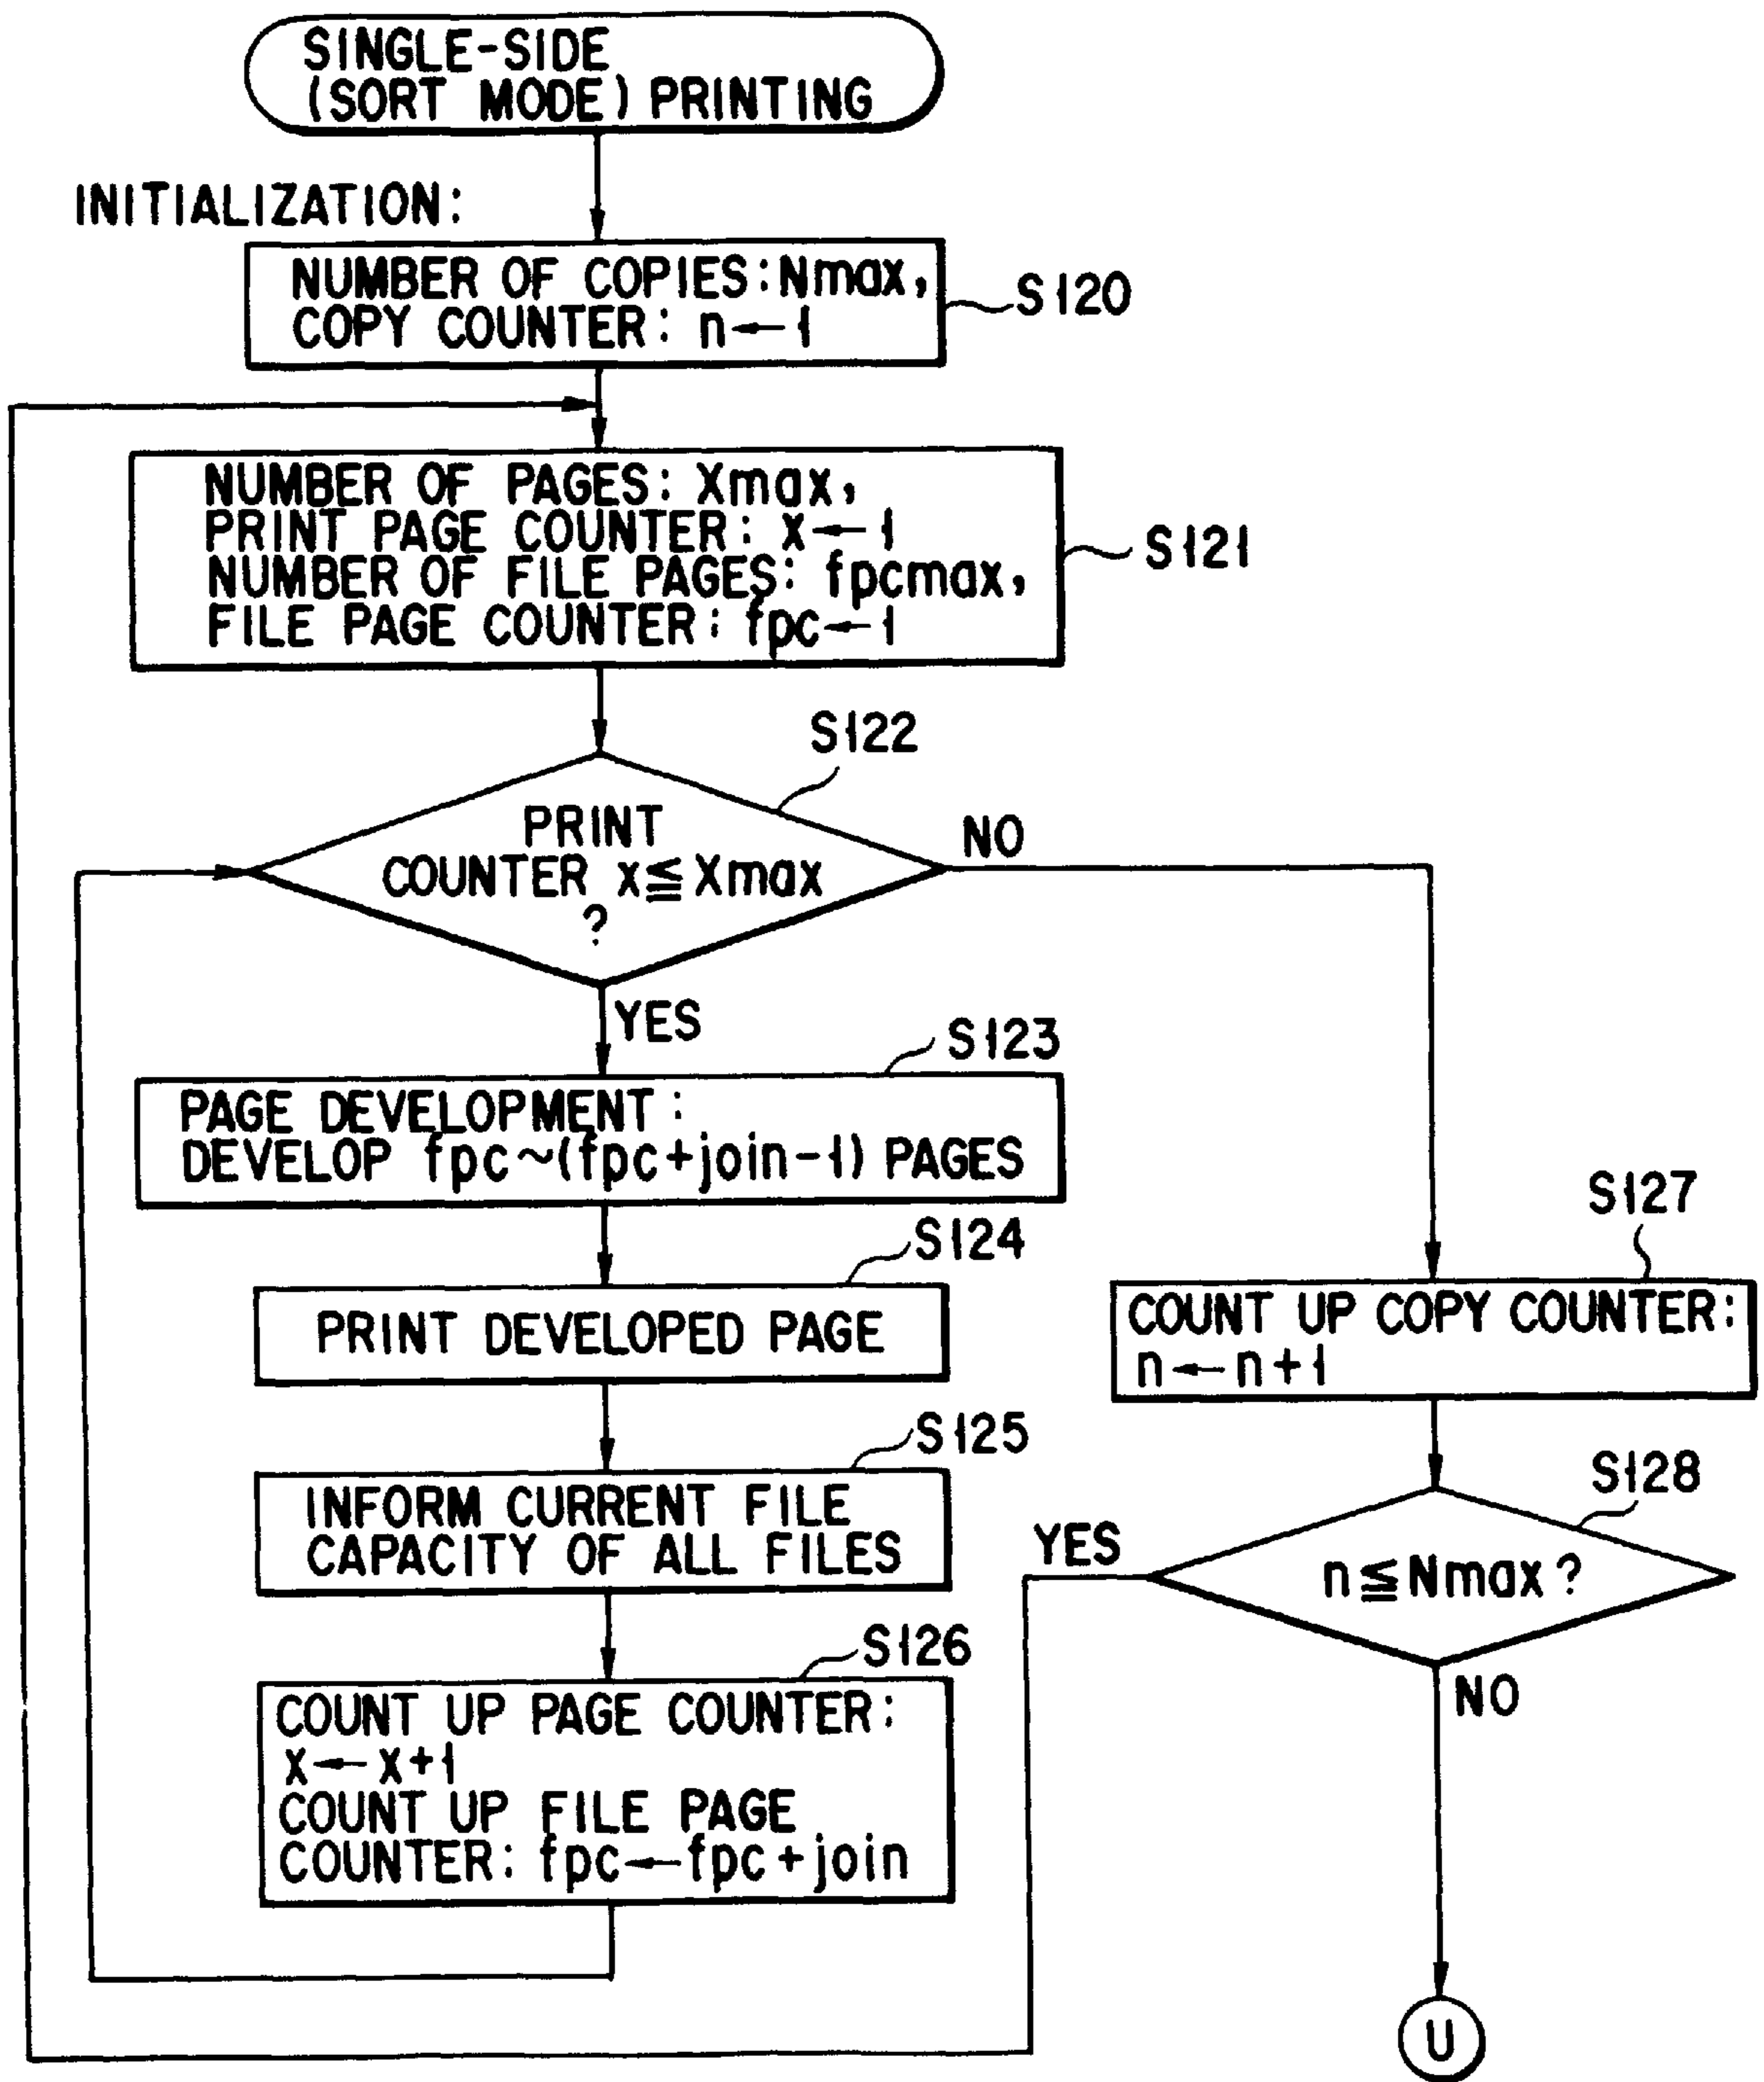 SINGLE-SIDE
(SORT MODE) PRINTING
INITIALIZATION:
NUMBER OF COPIES: Nmax,
COPY COUNTER: n←1
S120
NUMBER OF PAGES: Xmax,
PRINT PAGE COUNTER: x←1
NUMBER OF FILE PAGES: fpcmax,
FILE PAGE COUNTER: fpc←1
S121
S122
PRINT
COUNTER x≦Xmax
?
NO
YES
S123
PAGE DEVELOPMENT:
DEVELOP fpc~(fpc+join-1) PAGES
S124
PRINT DEVELOPED PAGE
S125
INFORM CURRENT FILE
CAPACITY OF ALL FILES
S126
COUNT UP PAGE COUNTER:
x←x+1
COUNT UP FILE PAGE
COUNTER: fpc←fpc+join
S127
COUNT UP COPY COUNTER:
n←n+1
S128
YES
n≦Nmax?
NO
U